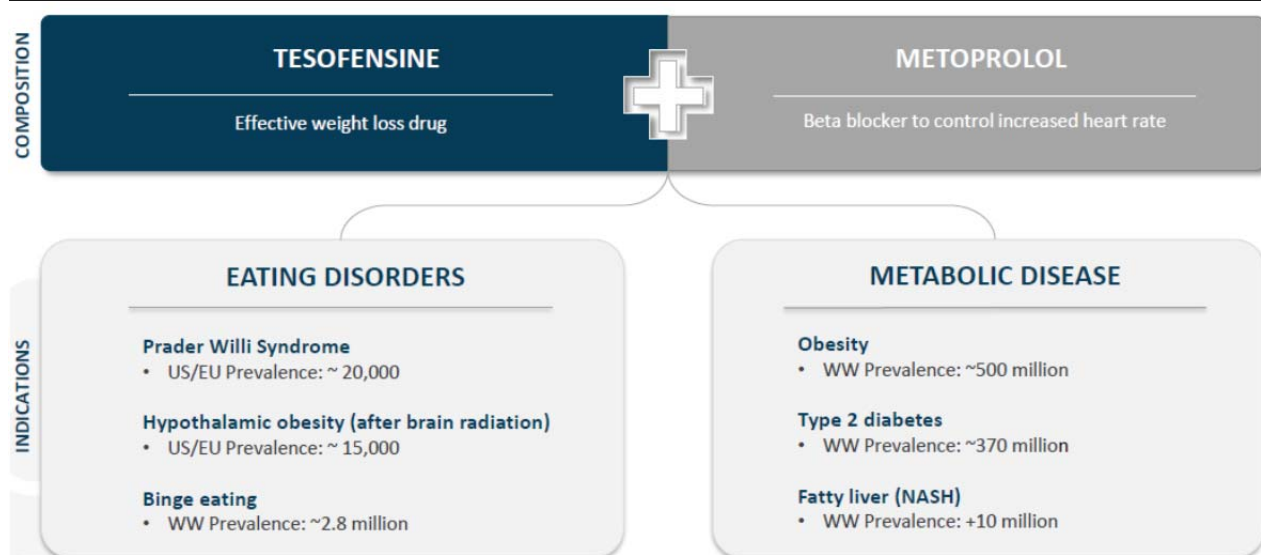 COMPOSITION
TESOFENSINE
Effective weight loss drug
METOPROLOL
Beta blocker to control increased heart rate
INDICATIONS
EATING DISORDERS
Prader Willi Syndrome
• US/EU Prevalence: ~ 20,000
Hypothalamic obesity (after brain radiation)
• US/EU Prevalence: ~ 15,000
Binge eating
• WW Prevalence: ~2.8 million
METABOLIC DISEASE
Obesity
• WW Prevalence: ~500 million
Type 2 diabetes
• WW Prevalence: ~370 million
Fatty liver (NASH)
• WW Prevalence: +10 million